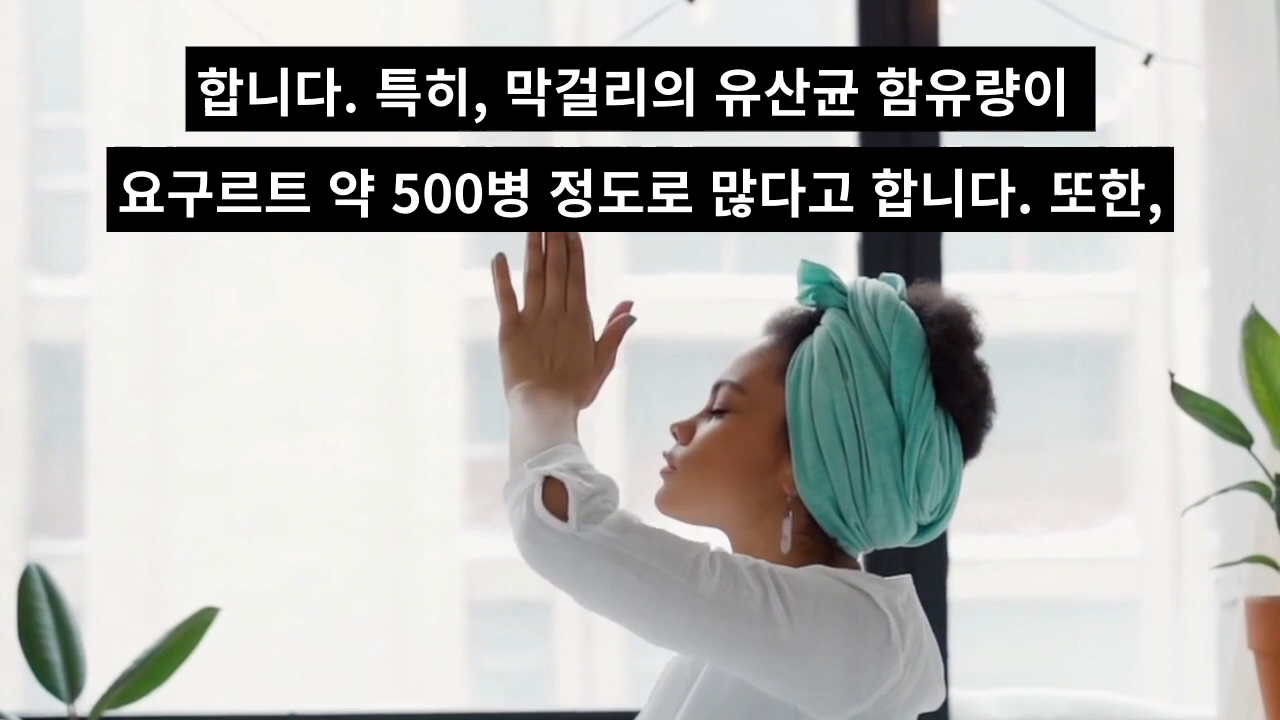 합니다. 특히, 막걸리의 유산균 함유량이
요구르트 약 500병 정도로 많다고 합니다. 또한,